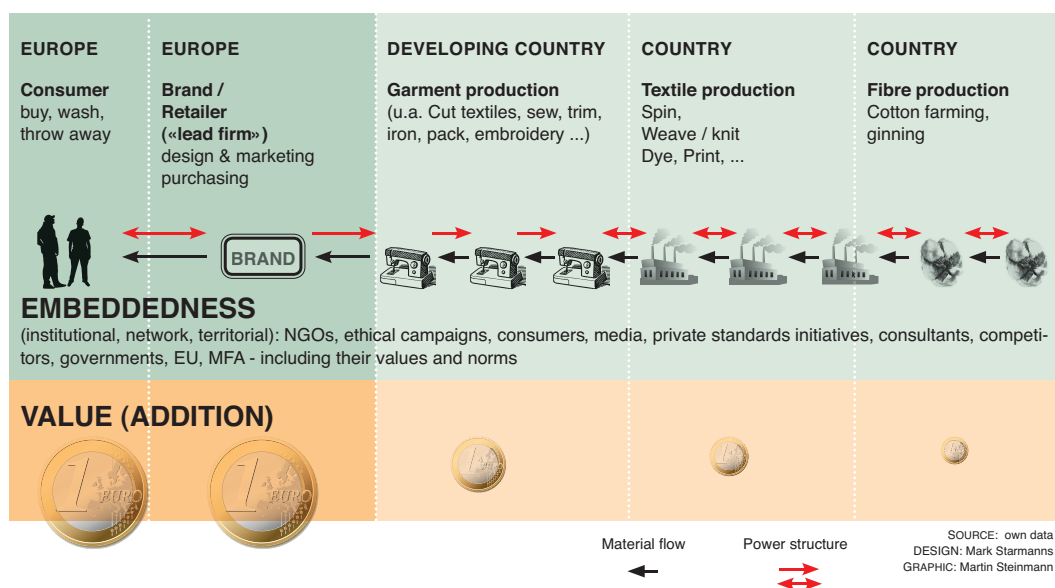 EUROPE
Consumer
buy, wash,
throw away
EUROPE
Brand /
Retailer
(«lead firm»)
design & marketing
purchasing
DEVELOPING COUNTRY
Garment production
(u.a. Cut textiles, sew, trim,
iron, pack, embroidery ...)
COUNTRY
Textile production
Spin,
Weave / knit
Dye, Print, ...
COUNTRY
Fibre production
Cotton farming,
ginning
BRAND
EMBEDDEDNESS
(institutional, network, territorial): NGOs, ethical campaigns, consumers, media, private standards initiatives, consultants, competi-
tors, governments, EU, MFA - including their values and norms
VALUE (ADDITION)
1 EURO
1 EURO
1 EURO
Material flow
Power structure
SOURCE: own data
DESIGN: Mark Starmanns
GRAPHIC: Martin Steinmann